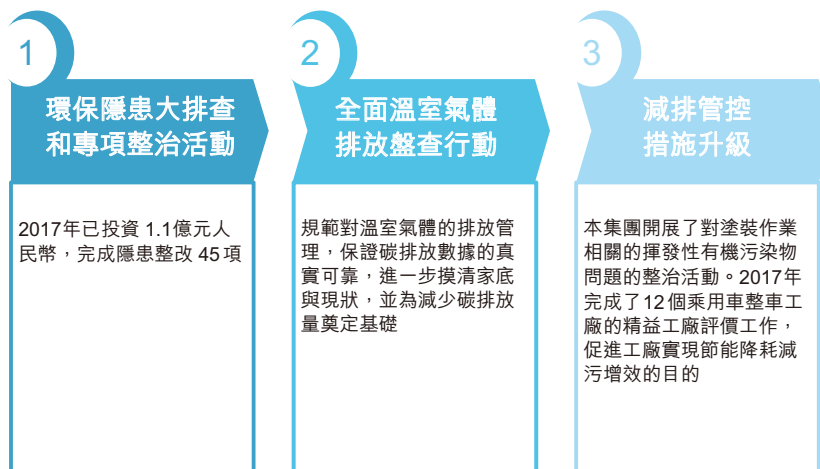 1
環保隱患大排查
和專項整治活動
2017年已投資 1.1億元人
民幣，完成隱患整改 45項
2
全面溫室氣體
排放盤查行動
規範對溫室氣體的排放管
理，保證碳排放數據的真
實可靠，進一步摸清家底
與現狀，並為減少碳排放
量奠定基礎
3
減排管控
措施升級
本集團開展了對塗裝作業
相關的揮發性有機污染物
問題的整治活動。2017年
完成了12個乘用車整車工
廠的精益工廠評價工作，
促進工廠實現節能降耗減
污增效的目的